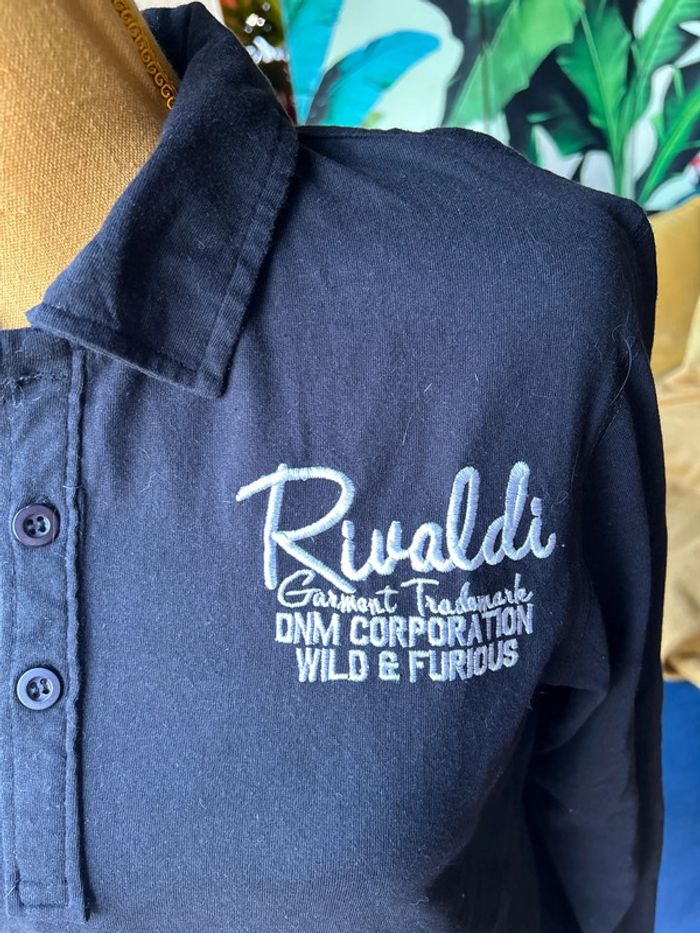 Rivaldi
Garment Trademark
DNM CORPORATION
WILD & FURIOUS